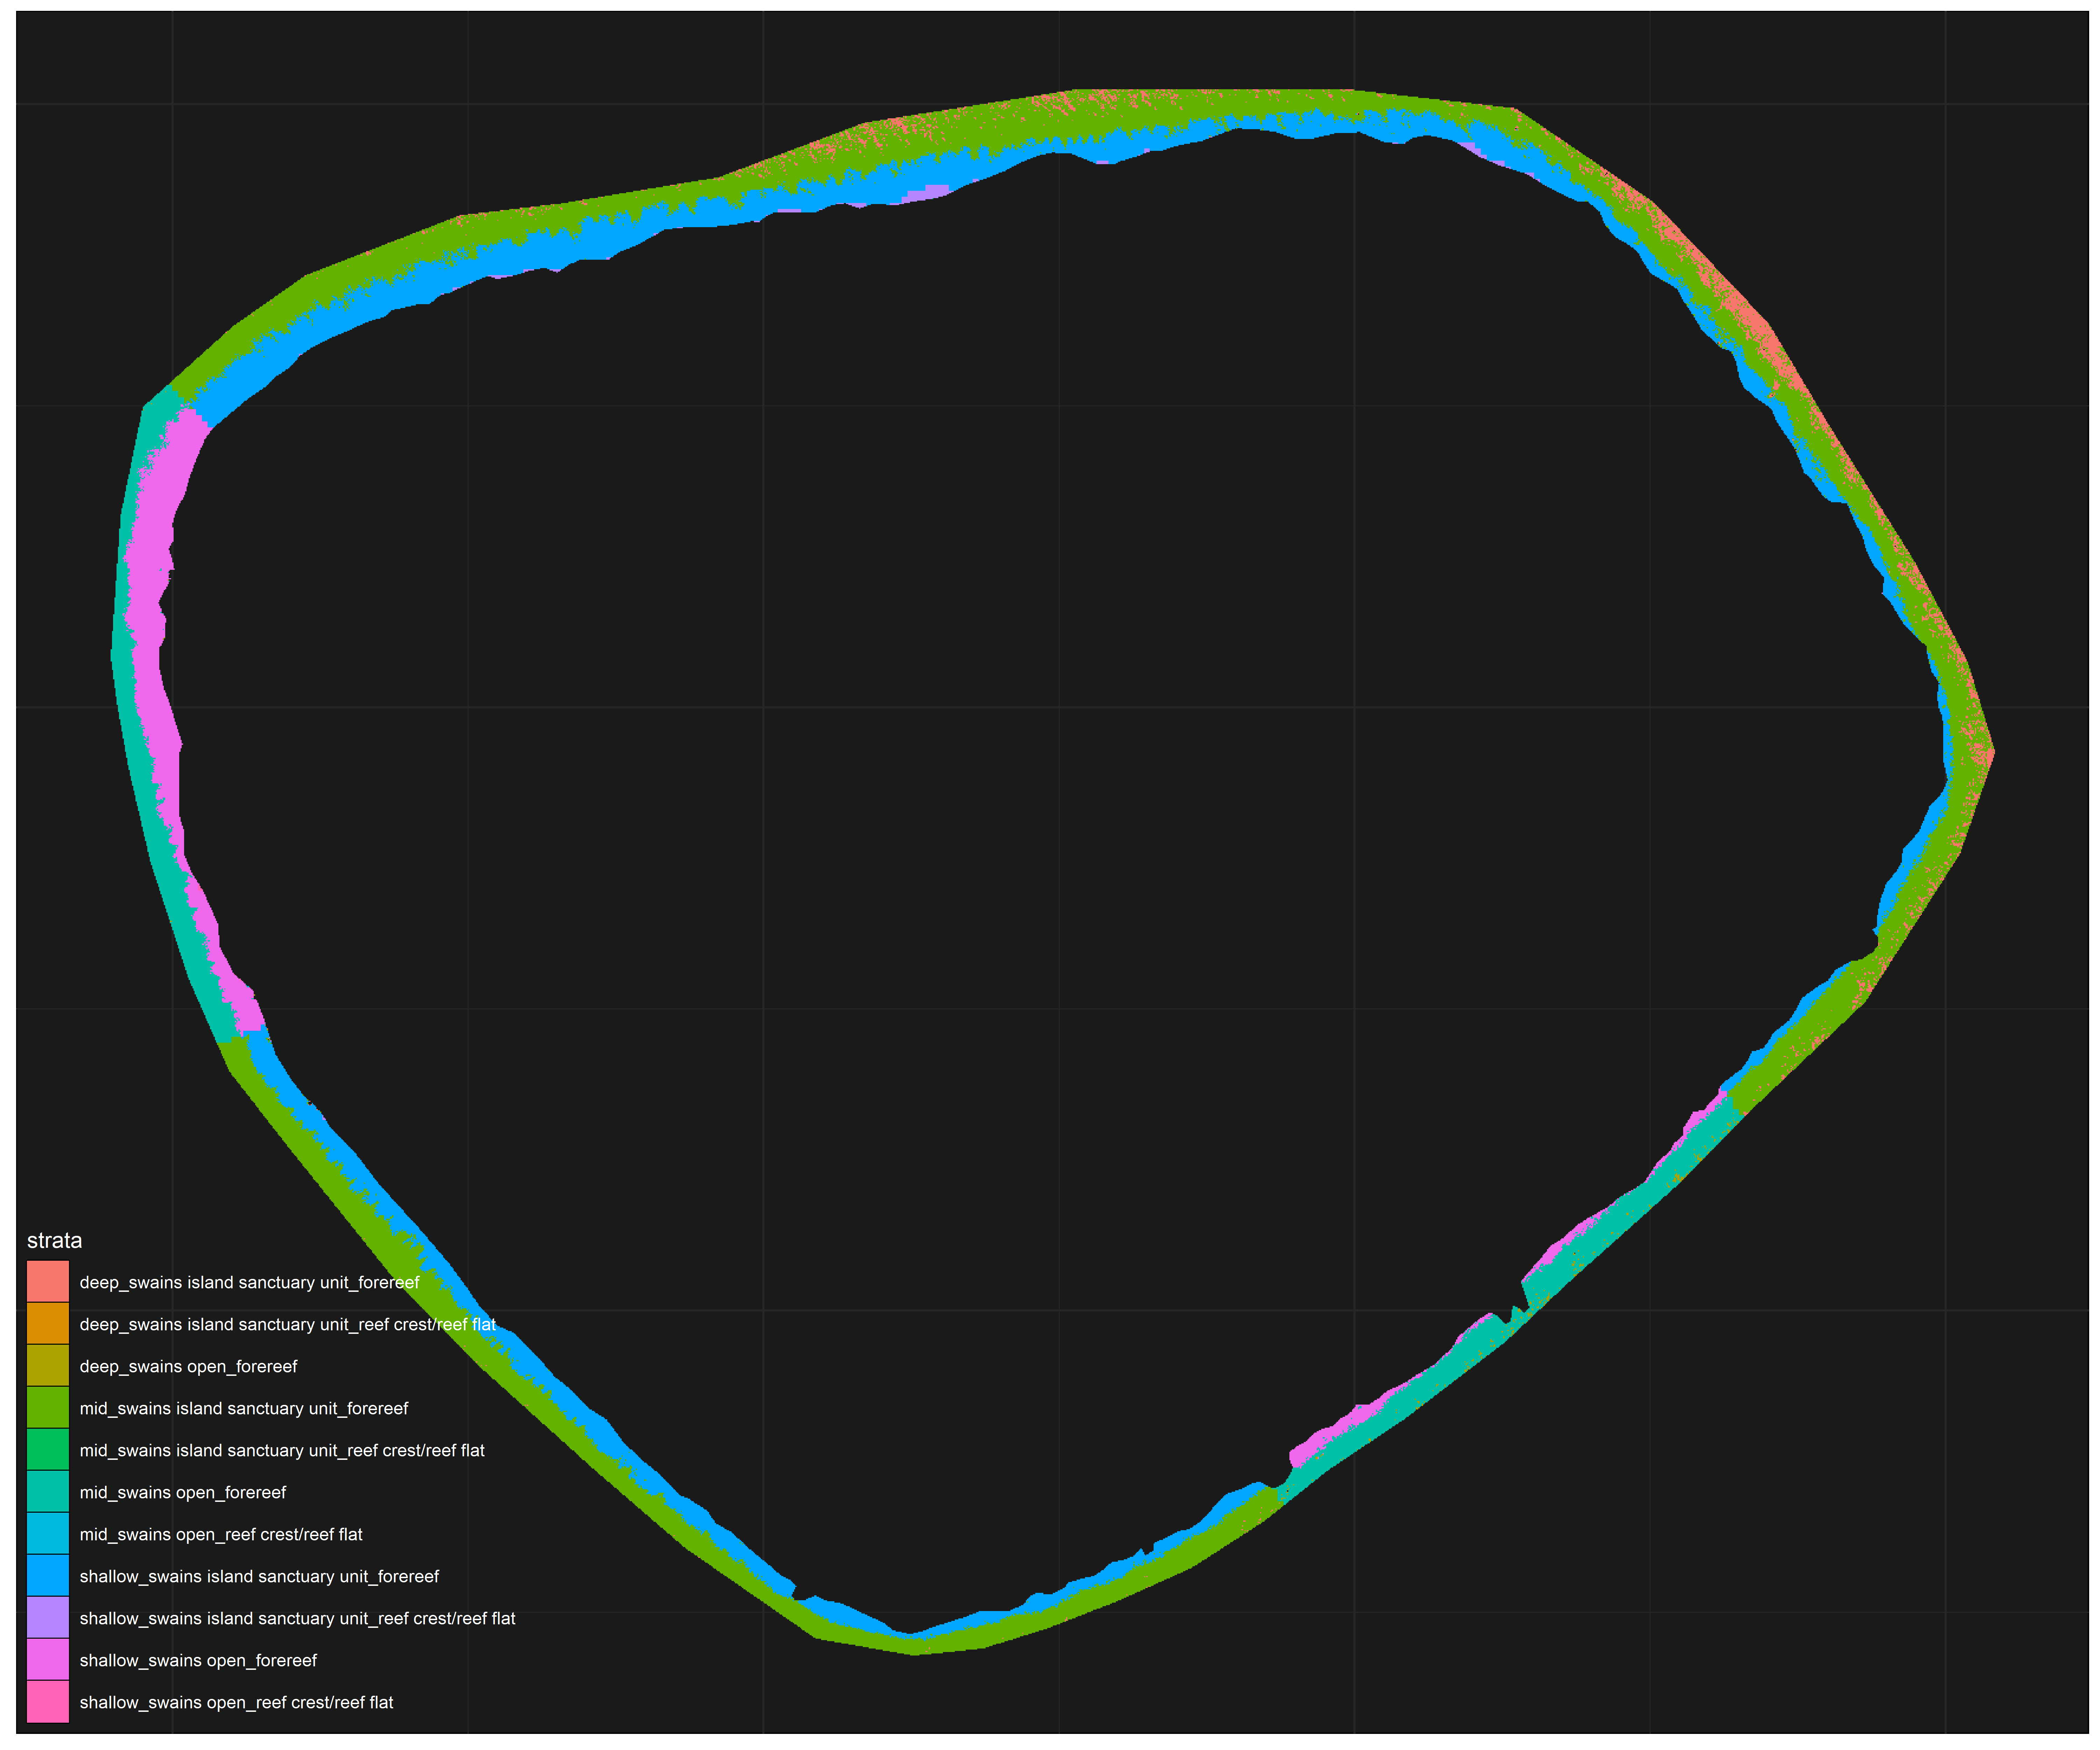 strata
deep_swains island sanctuary unit_forereef
deep_swains island sanctuary unit_reef crest/reef flat
deep_swains open_forereef
mid_swains island sanctuary unit_forereef
mid_swains island sanctuary unit_reef crest/reef flat
mid_swains open_forereef
mid_swains open_reef crest/reef flat
shallow_swains island sanctuary unit_forereef
shallow_swains island sanctuary unit_reef crest/reef flat
shallow_swains open_forereef
shallow_swains open_reef crest/reef flat